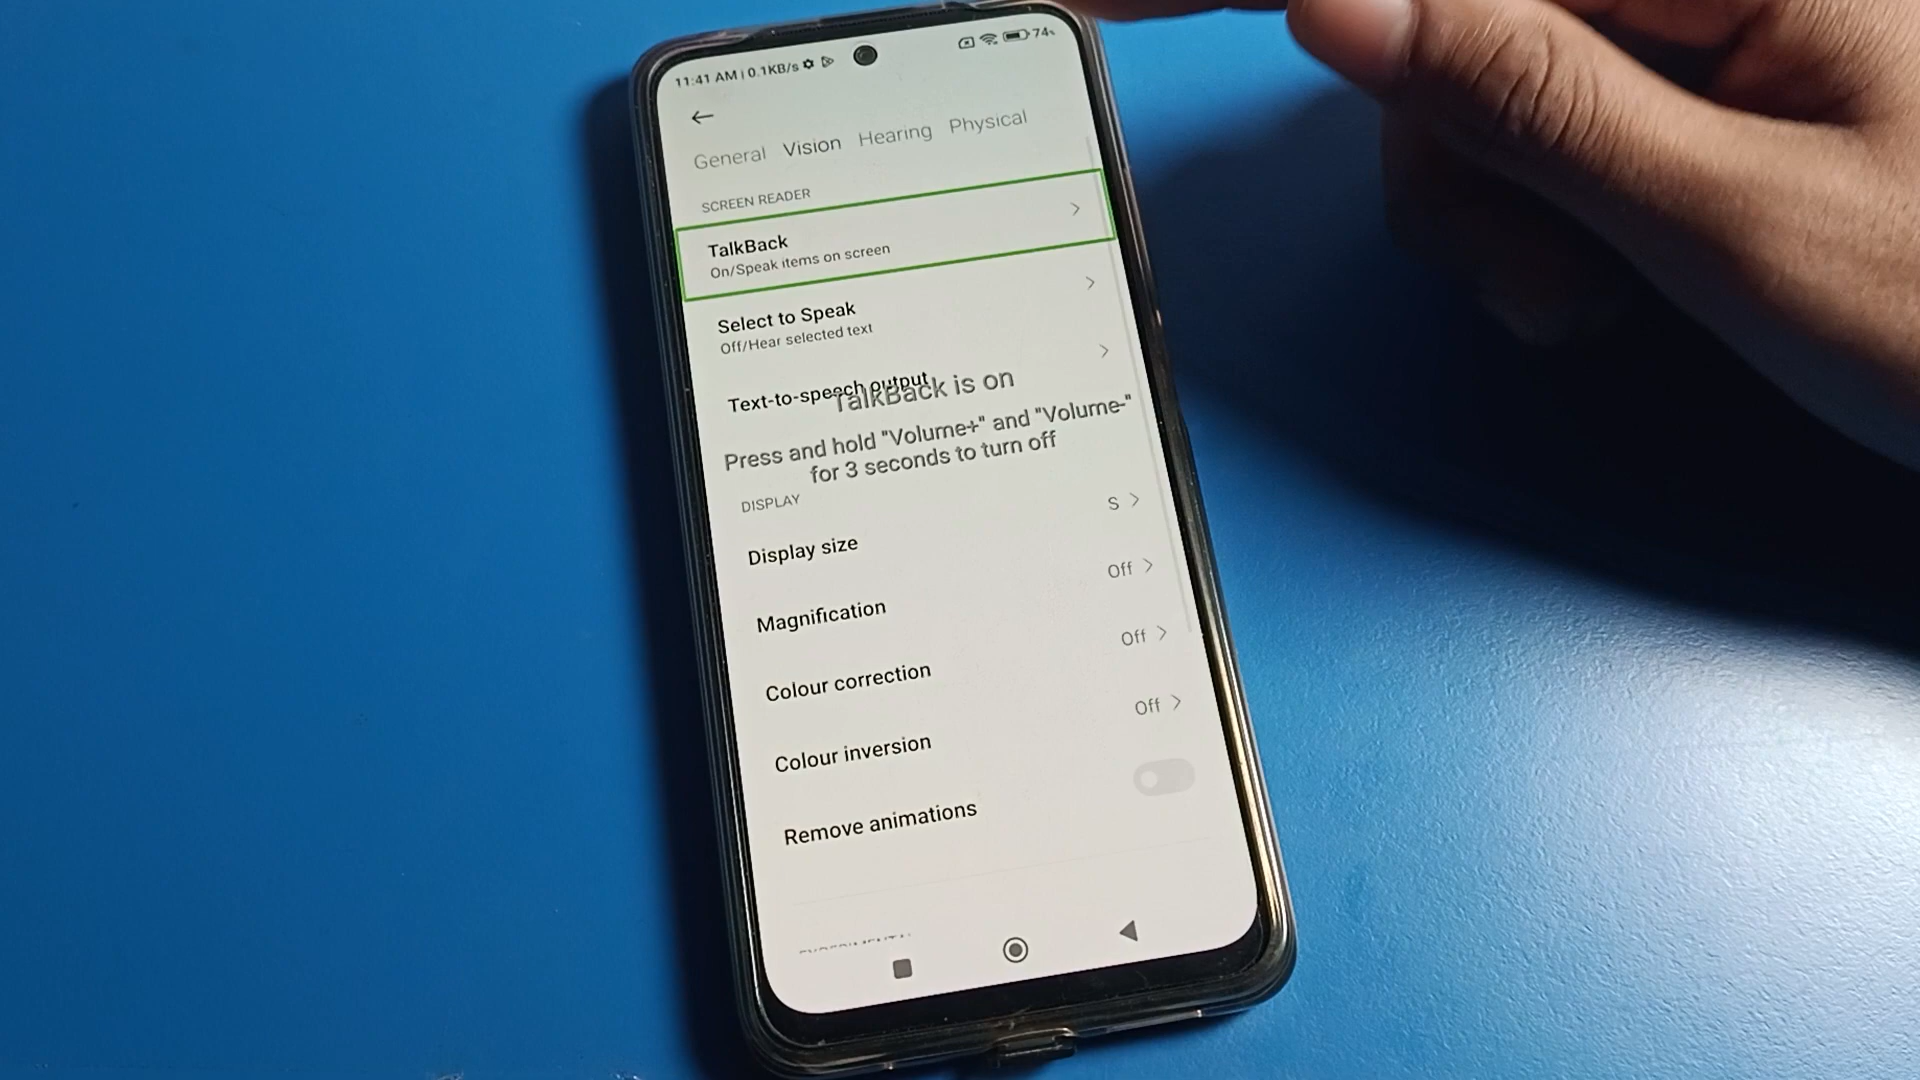 11:41 AM | 0.1KB/s 74%
General Vision Hearing Physical
SCREEN READER
TalkBack
On/Speak items on screen
Select to Speak
Off/Hear selected text
Text-to-speech output
TalkBack is on
Press and hold "Volume+" and "Volume-"
for 3 seconds to turn off
DISPLAY
Display size S
Magnification Off
Colour correction Off
Colour inversion Off
Remove animations